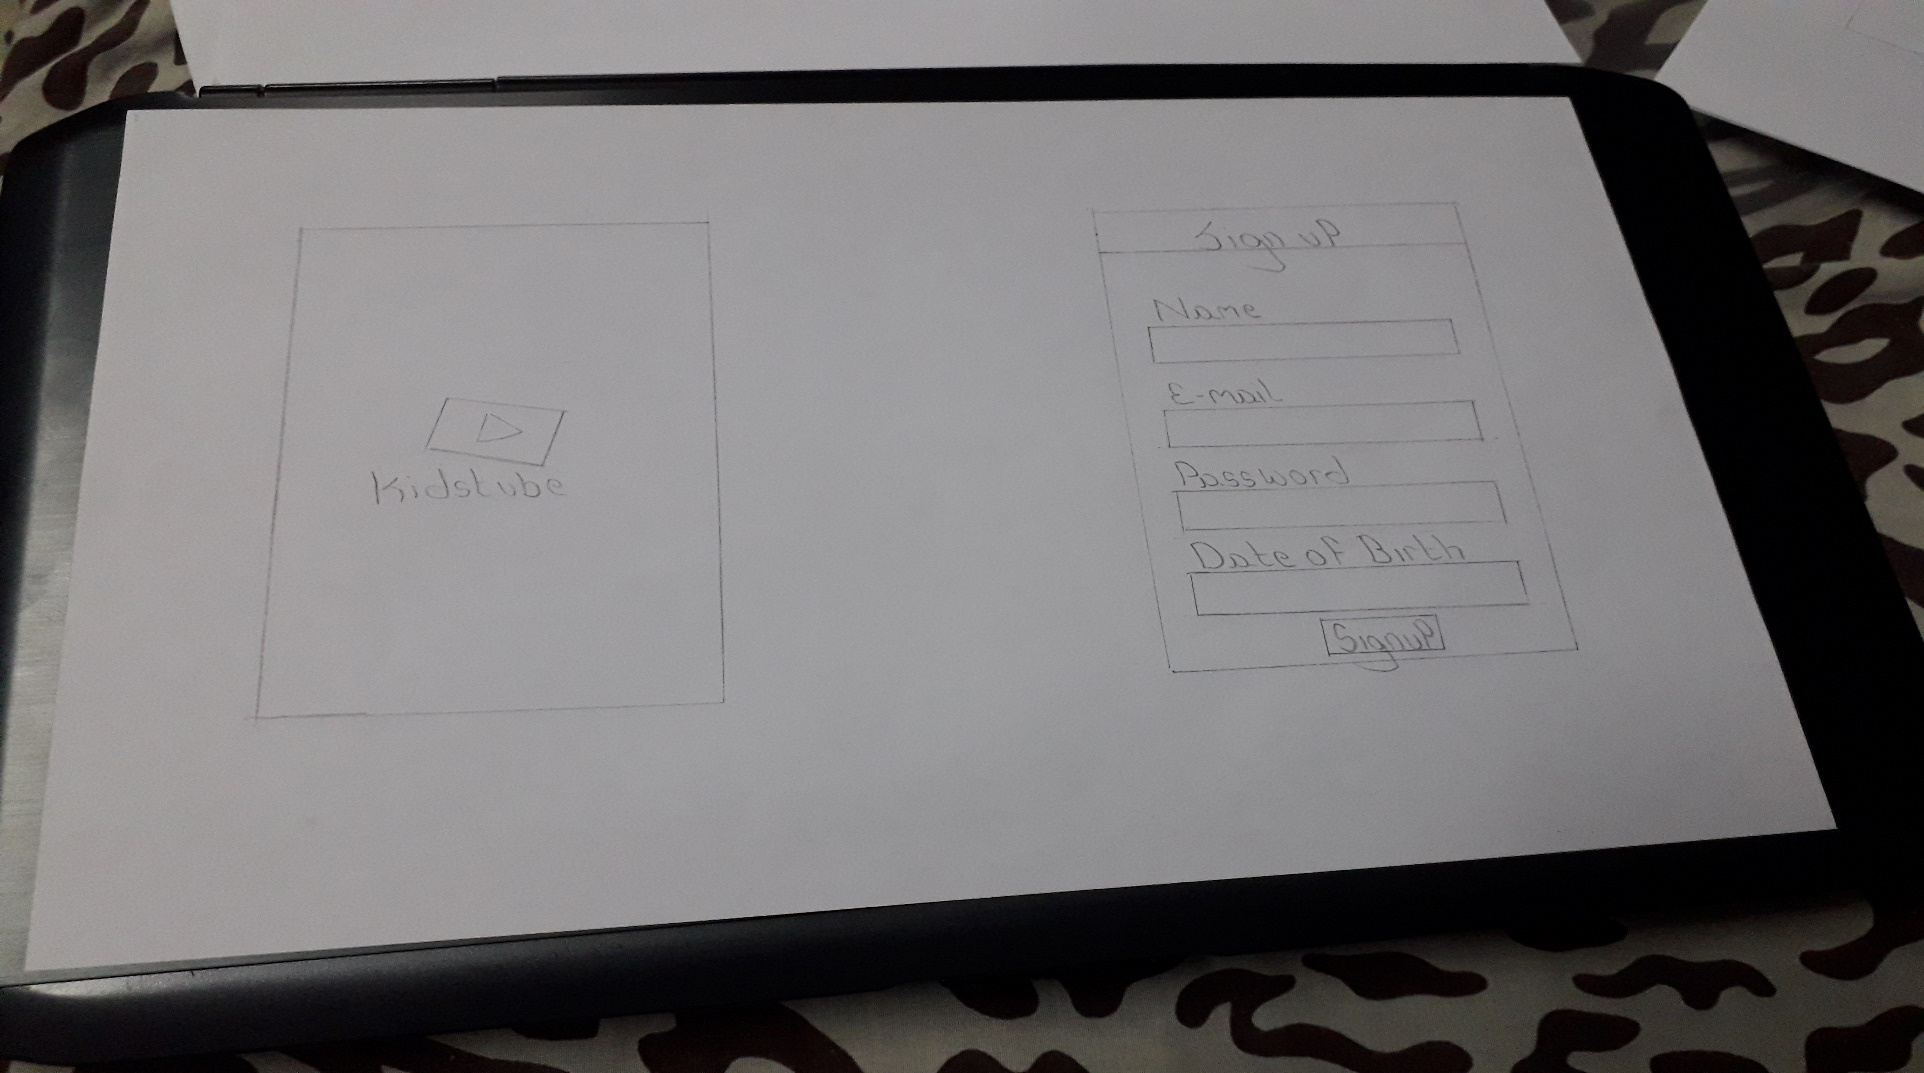 Kidstube
Sign up
Name
E-mail
Password
Date of Birth
Signup